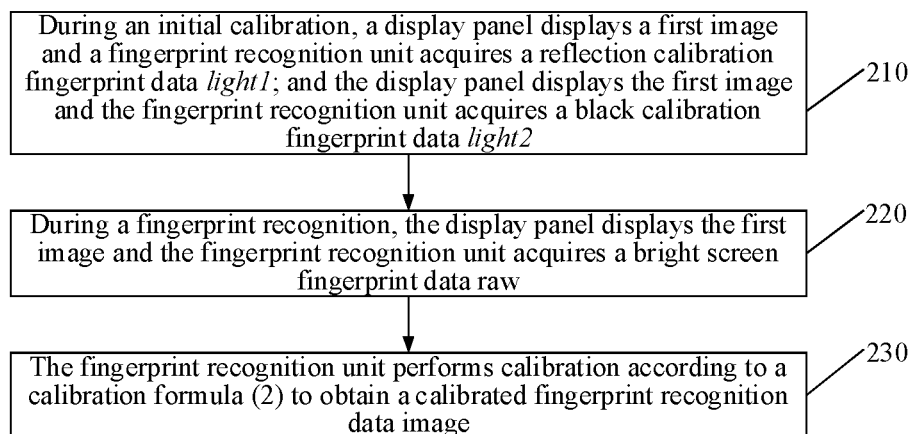 During an initial calibration, a display panel displays a first image
and a fingerprint recognition unit acquires a reflection calibration
fingerprint data light1; and the display panel displays the first image
and the fingerprint recognition unit acquires a black calibration
fingerprint data light2
210
During a fingerprint recognition, the display panel displays the first
image and the fingerprint recognition unit acquires a bright screen
fingerprint data raw
220
The fingerprint recognition unit performs calibration according to a
calibration formula (2) to obtain a calibrated fingerprint recognition
data image
230